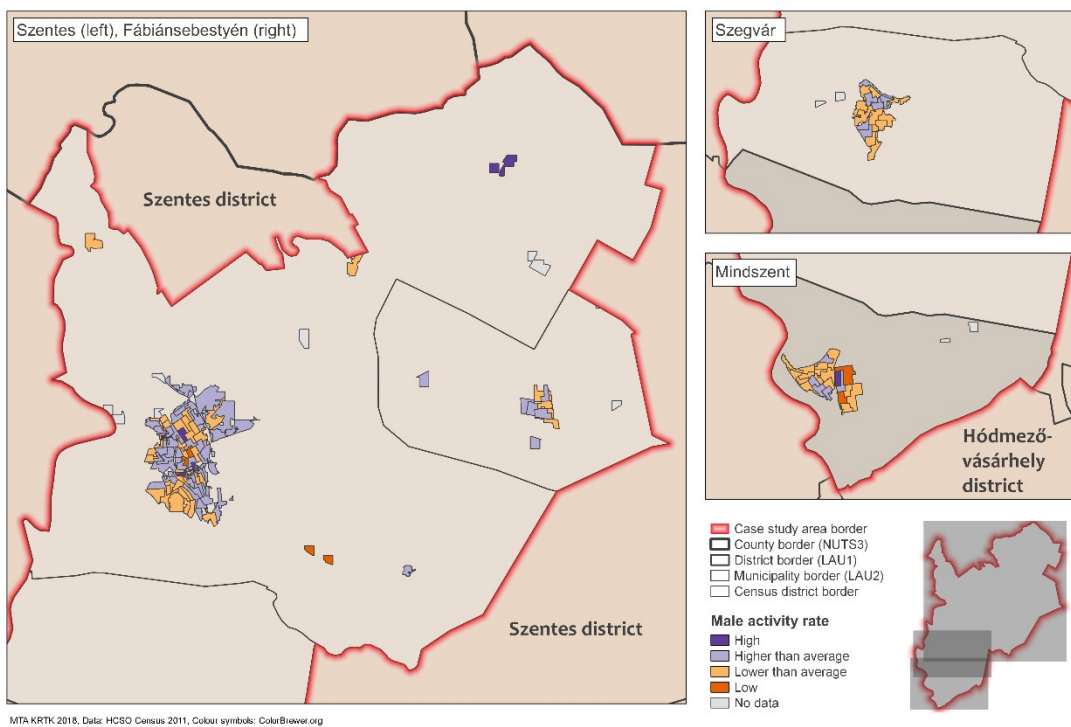 Szentes (left), Fábiánsebestyén (right)
Szentes district
Szentes district
Szegvár
Mindszent
Hódmező-
vásárhely
district
Case study area border
County border (NUTS3)
District border (LAU1)
Municipality border (LAU2)
Census district border
Male activity rate
High
Higher than average
Lower than average
Low
No data
MTA KRTK 2018, Data: HCSO Census 2011, Colour symbols: ColorBrewer.org